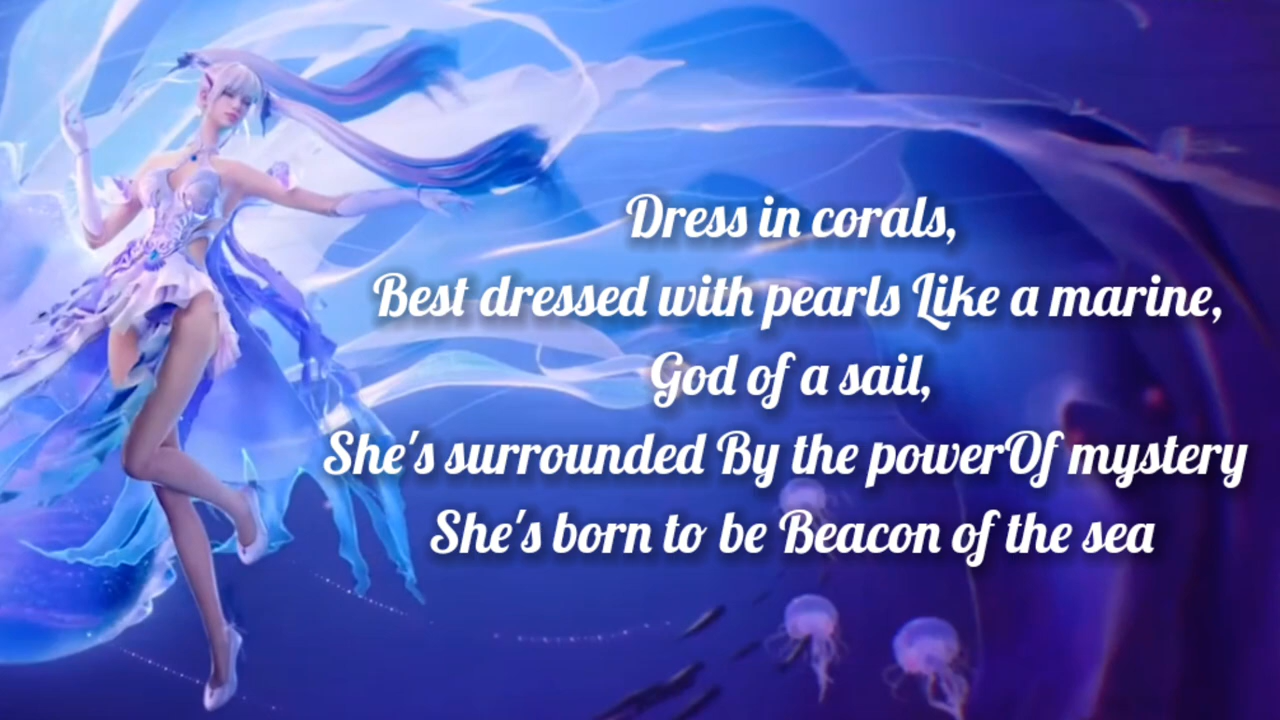 Dress in corals,
Best dressed with pearls Like a marine,
God of a sail,
She's surrounded By the powerOf mystery
She's born to be Beacon of the sea